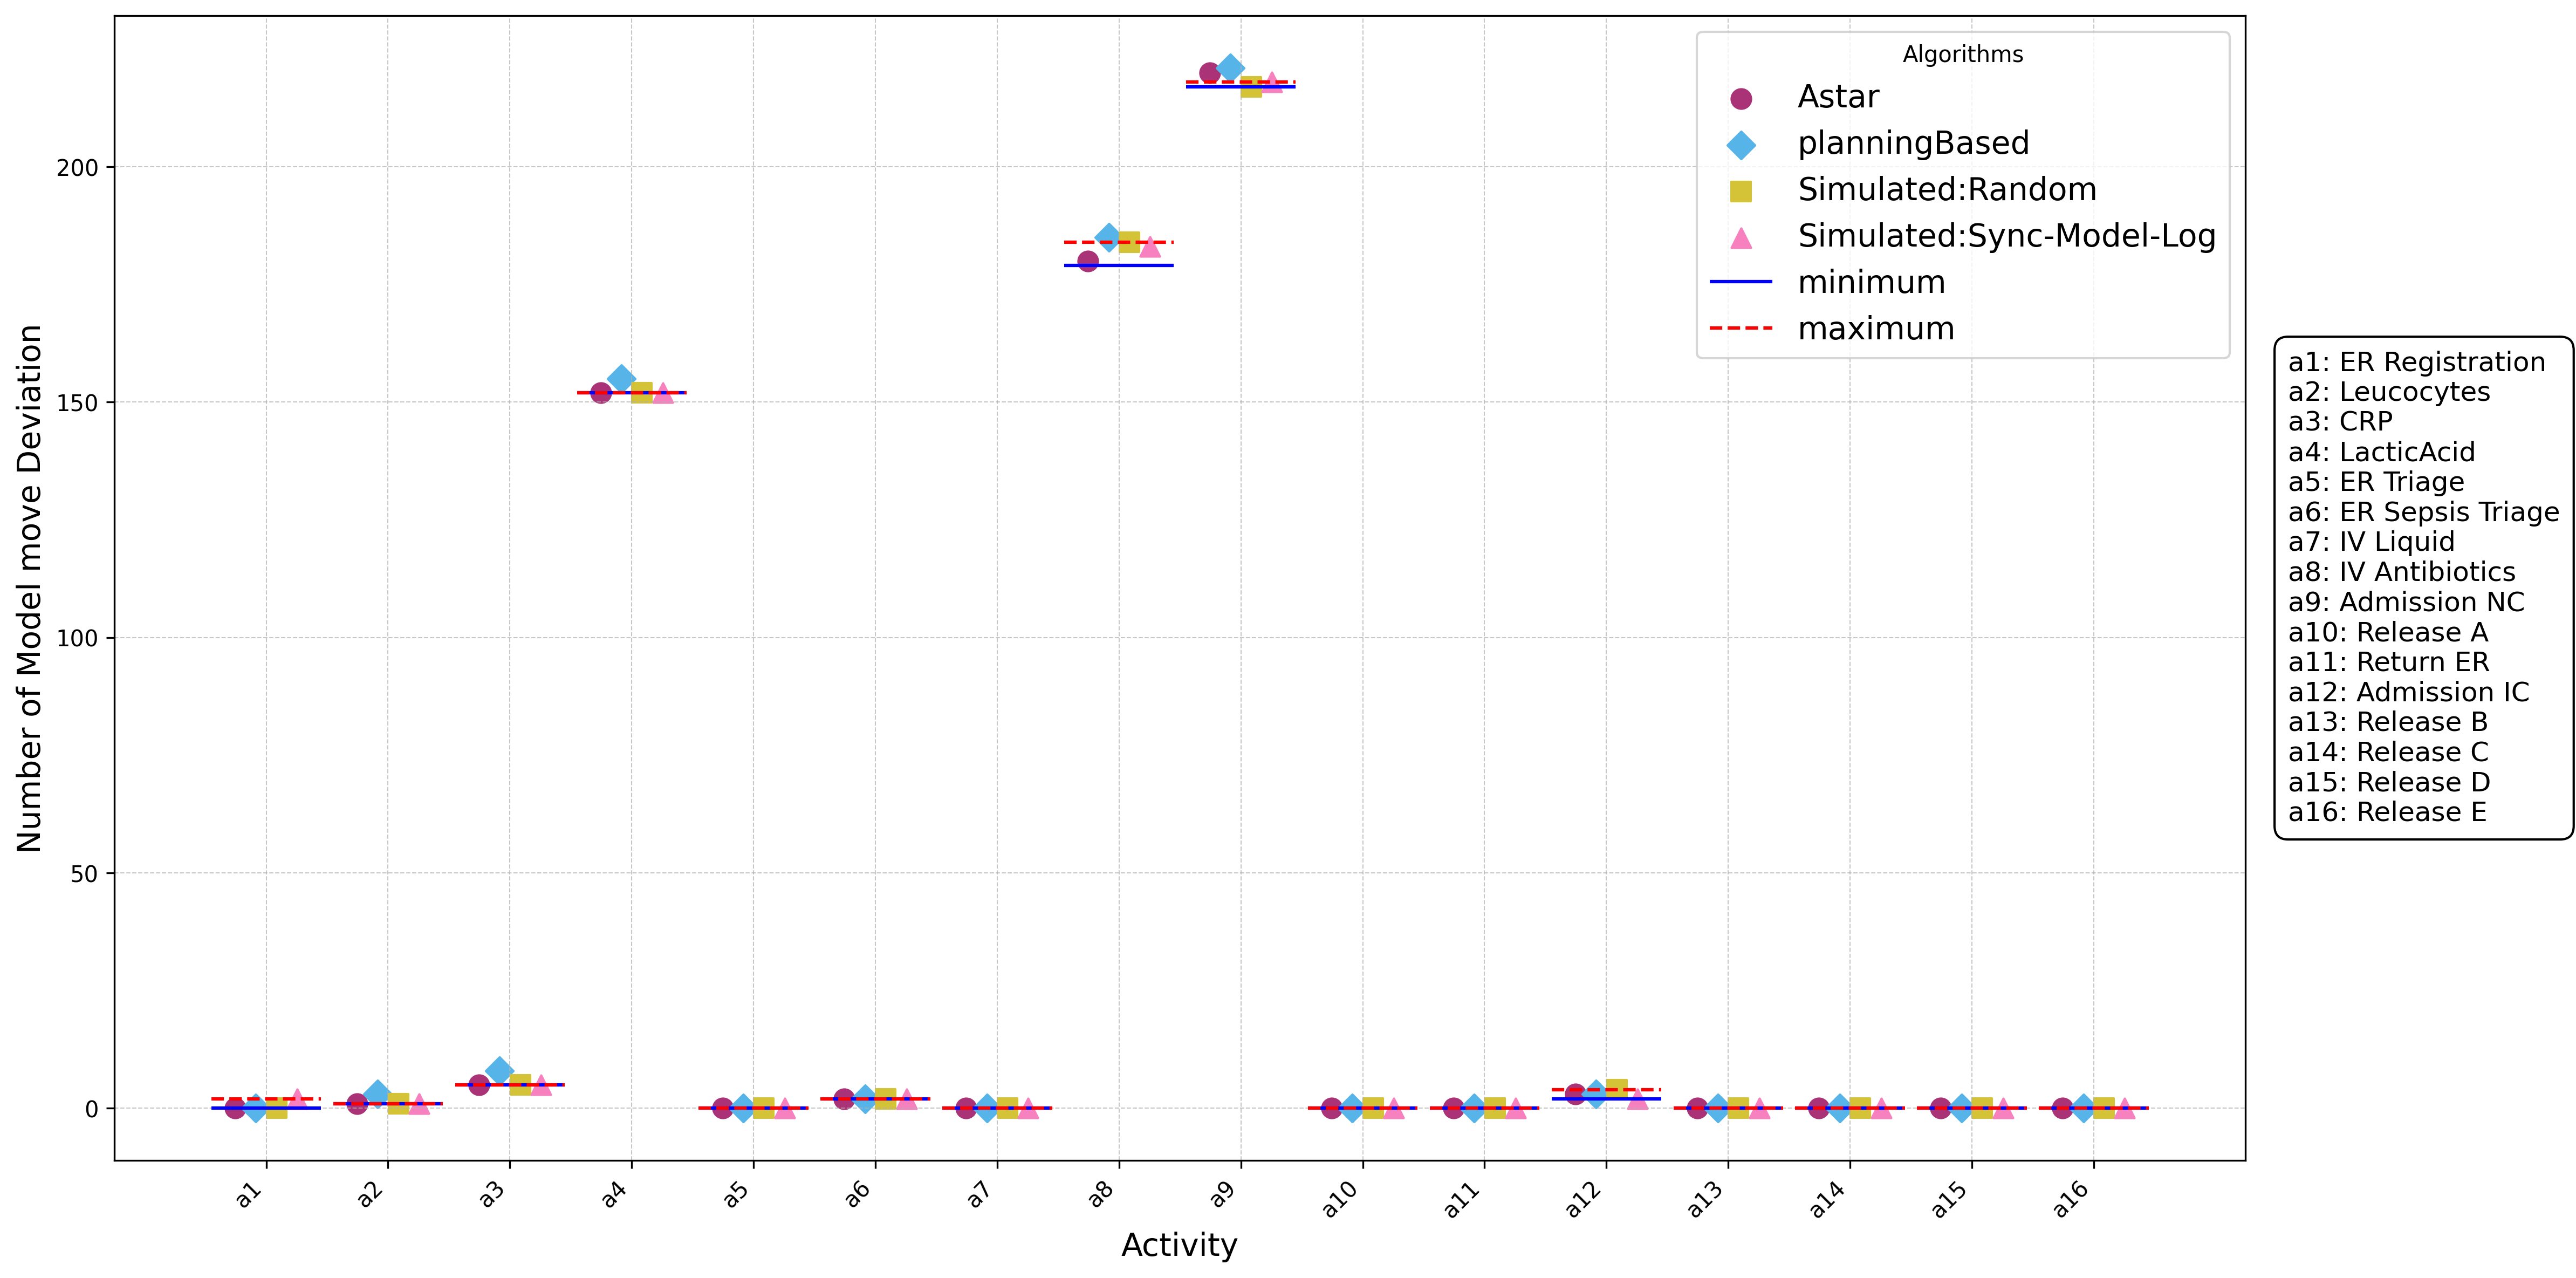 Number of Model move Deviation
200
150
100
50
0
a1
a2
a3
a4
a5
a6
a7
a8
a9
a10
a11
a12
a13
a14
a15
a16
Activity
Algorithms
Astar
planningBased
Simulated:Random
Simulated:Sync-Model-Log
minimum
maximum
a1: ER Registration
a2: Leucocytes
a3: CRP
a4: LacticAcid
a5: ER Triage
a6: ER Sepsis Triage
a7: IV Liquid
a8: IV Antibiotics
a9: Admission NC
a10: Release A
a11: Return ER
a12: Admission IC
a13: Release B
a14: Release C
a15: Release D
a16: Release E